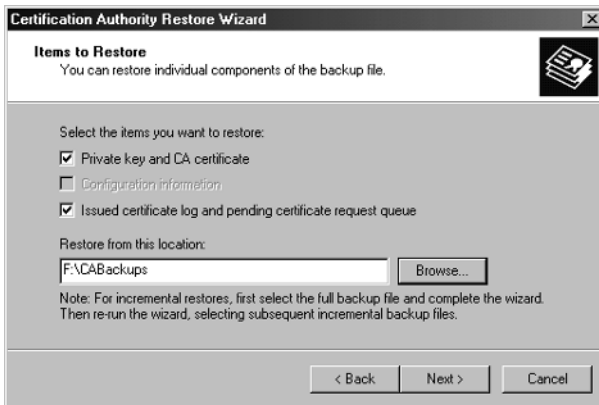 Certification Authority Restore Wizard
Items to Restore
You can restore individual components of the backup file.
Select the items you want to restore:
Private key and CA certificate
Configuration information
Issued certificate log and pending certificate request queue
Restore from this location:
F:\CABackups
Browse...
Note: For incremental restores, first select the full backup file and complete the wizard.
Then re-run the wizard, selecting subsequent incremental backup files.
< Back
Next >
Cancel